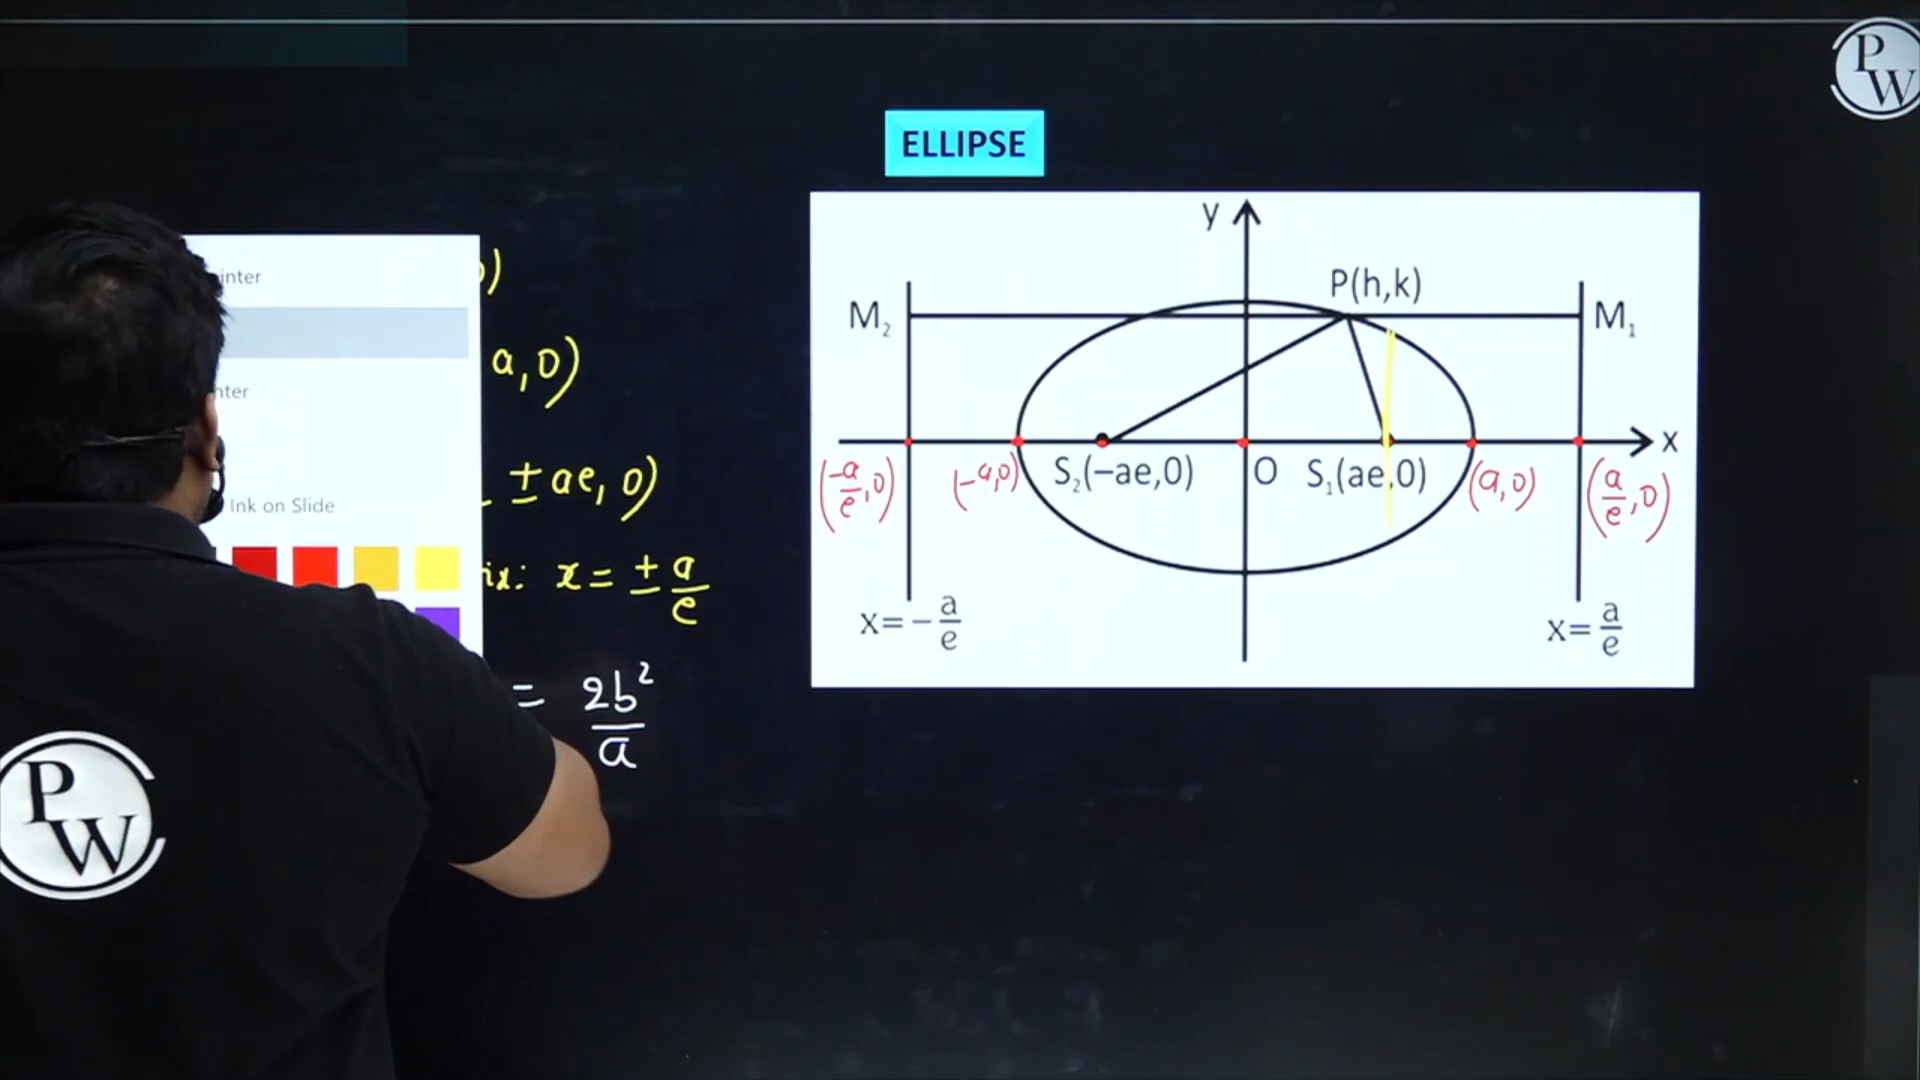 PW
ELLIPSE
inter
)
y
P(h,k)
M₂
M₁
a,0)
nter
x
± ae, 0)
(-a/e,0)
(-a,0)
S₂(−ae,0)
O
S₁(ae,0)
(a,0)
(a/e,0)
Ink on Slide
ix: x = ± a/e
x=−a/e
x=a/e
= 2b²/a
PW